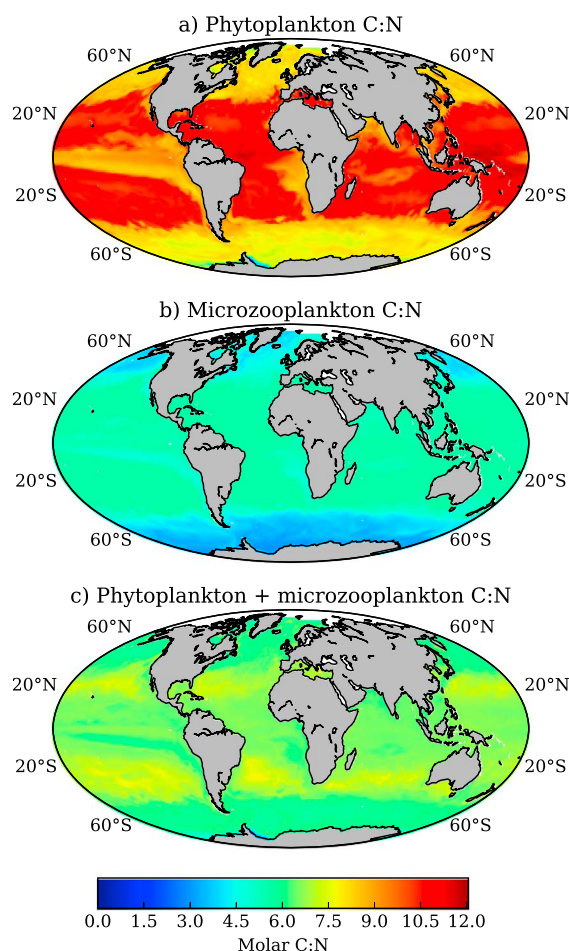 a) Phytoplankton C:N
60°N 60°N
20°N 20°N
20°S 20°S
60°S 60°S
b) Microzooplankton C:N
60°N 60°N
20°N 20°N
20°S 20°S
60°S 60°S
c) Phytoplankton + microzooplankton C:N
60°N 60°N
20°N 20°N
20°S 20°S
60°S 60°S
0.0 1.5 3.0 4.5 6.0 7.5 9.0 10.5 12.0
Molar C:N